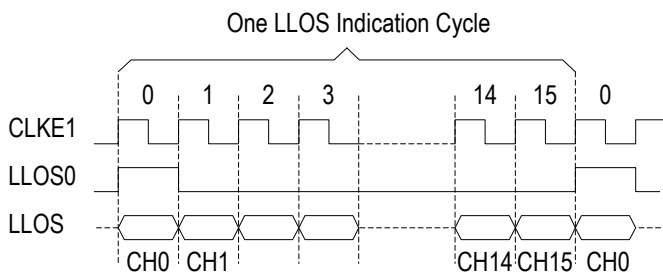 One LLOS Indication Cycle
0 1 2 3 14 15 0
CLKE1
LLOS0
LLOS
CH0 CH1 CH14 CH15 CH0